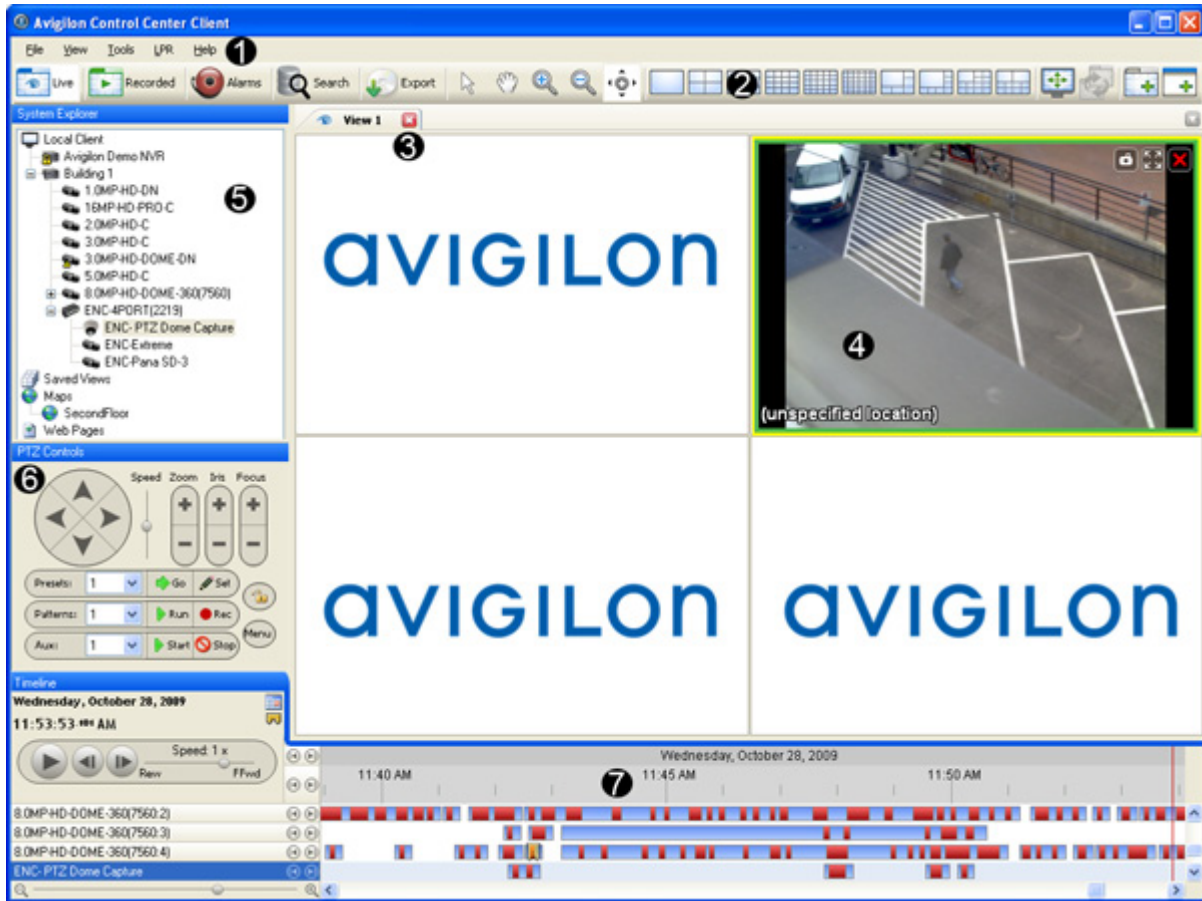 Avigilon Control Center Client
File View Tools LPR Help 1
Live Recorded Alarms Search Export 2
System Explorer
View 1
3
Local Client
Avigilon Demo NVR
Building 1
5
1.0MP-HD-DN
16MP-HD-PRO-C
2.0MP-HD-C
3.0MP-HD-C
3.0MP-HD-DOME-DN
5.0MP-HD-C
8.0MP-HD-DOME-360(7560)
ENC-4PORT(2219)
ENC- PTZ Dome Capture
ENC-Extreme
ENC-Pana SD-3
Saved Views
Maps
SecondFloor
Web Pages
avigilon
4
(unspecified location)
avigilon
avigilon
PTZ Controls
6
Speed Zoom Iris Focus
Presets: 1 Go Set
Patterns: 1 Run Rec
Aux: 1 Start Stop
Menu
Timeline
Wednesday, October 28, 2009
11:53:53 AM
Speed: 1 x
Rew FFwd
Wednesday, October 28, 2009
11:40 AM 7 11:45 AM 11:50 AM
8.0MP-HD-DOME-360(7560:2)
8.0MP-HD-DOME-360(7560:3)
8.0MP-HD-DOME-360(7560:4)
ENC- PTZ Dome Capture